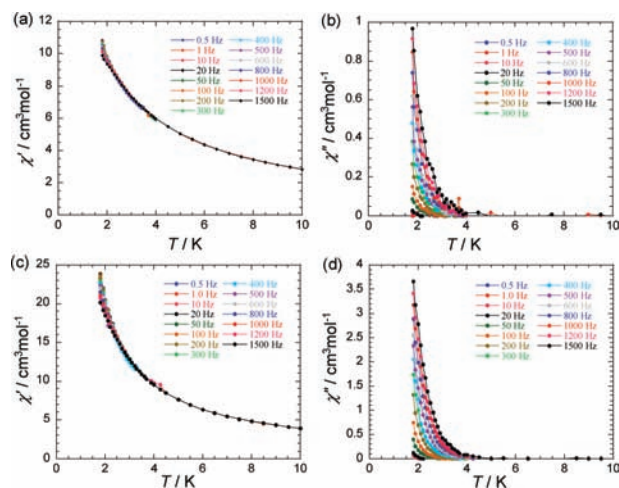 (a)
12
10
8
6
4
2
0
χ' / cm³mol⁻¹
0.5 Hz 400 Hz
1 Hz 500 Hz
10 Hz 600 Hz
20 Hz 800 Hz
50 Hz 1000 Hz
100 Hz 1200 Hz
200 Hz 1500 Hz
300 Hz
0 2 4 6 8 10
T / K
(b)
1
0.8
0.6
0.4
0.2
0
χ" / cm³mol⁻¹
0.5 Hz 400 Hz
1 Hz 500 Hz
10 Hz 600 Hz
20 Hz 800 Hz
50 Hz 1000 Hz
100 Hz 1200 Hz
200 Hz 1500 Hz
300 Hz
0 2 4 6 8 10
T / K
(c)
25
20
15
10
5
0
χ' / cm³mol⁻¹
0.5 Hz 400 Hz
1.0 Hz 500 Hz
10 Hz 600 Hz
20 Hz 800 Hz
50 Hz 1000 Hz
100 Hz 1200 Hz
200 Hz 1500 Hz
300 Hz
0 2 4 6 8 10
T / K
(d)
4
3.5
3
2.5
2
1.5
1
0.5
0
χ" / cm³mol⁻¹
0.5 Hz 400 Hz
1.0 Hz 500 Hz
10 Hz 600 Hz
20 Hz 800 Hz
50 Hz 1000 Hz
100 Hz 1200 Hz
200 Hz 1500 Hz
300 Hz
0 2 4 6 8 10
T / K